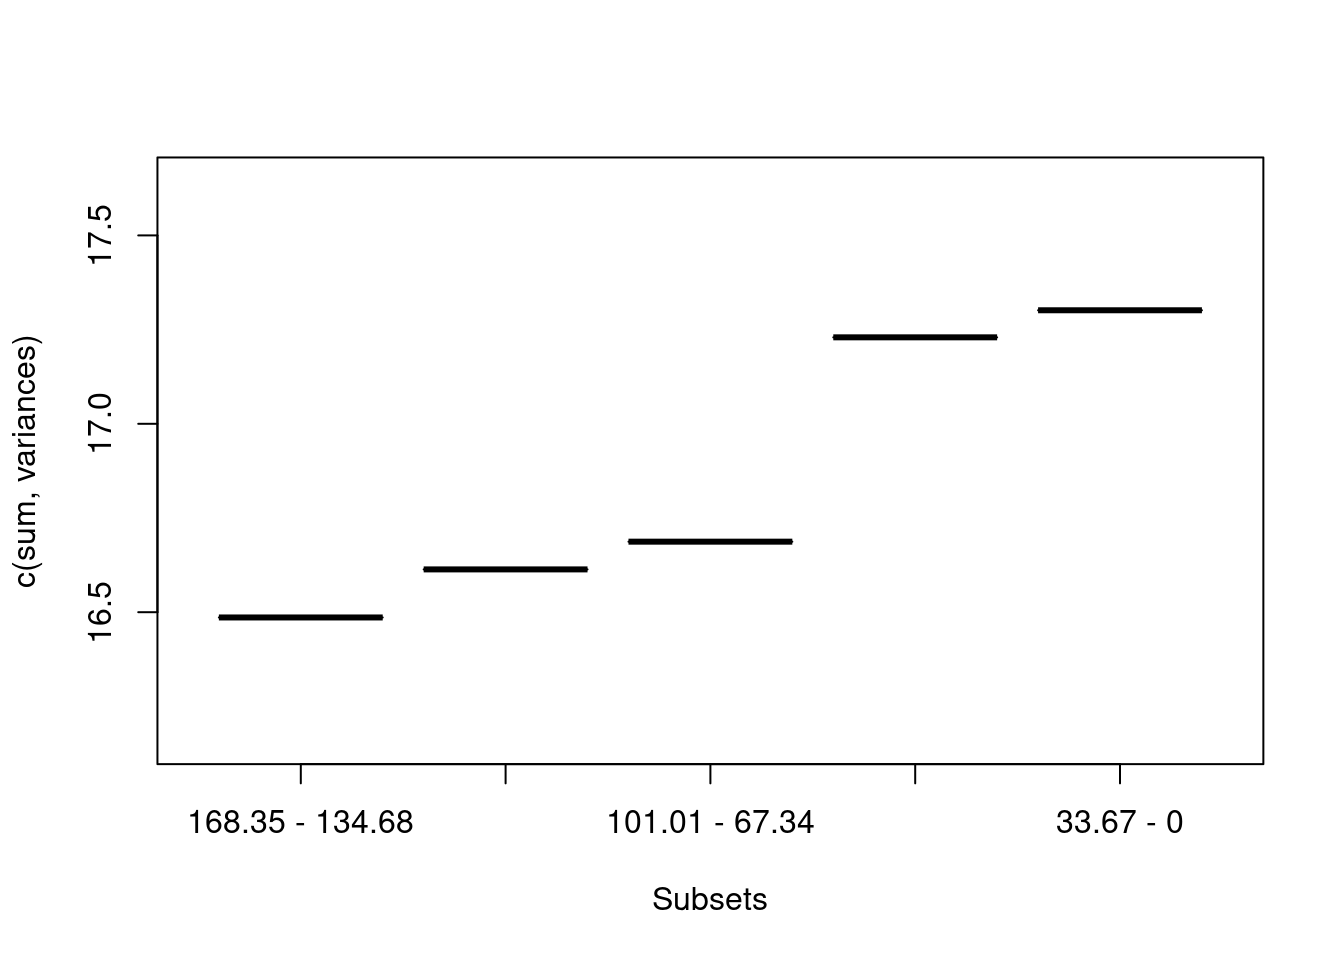 c(sum, variances)
17.5
17.0
16.5
168.35 - 134.68
101.01 - 67.34
33.67 - 0
Subsets